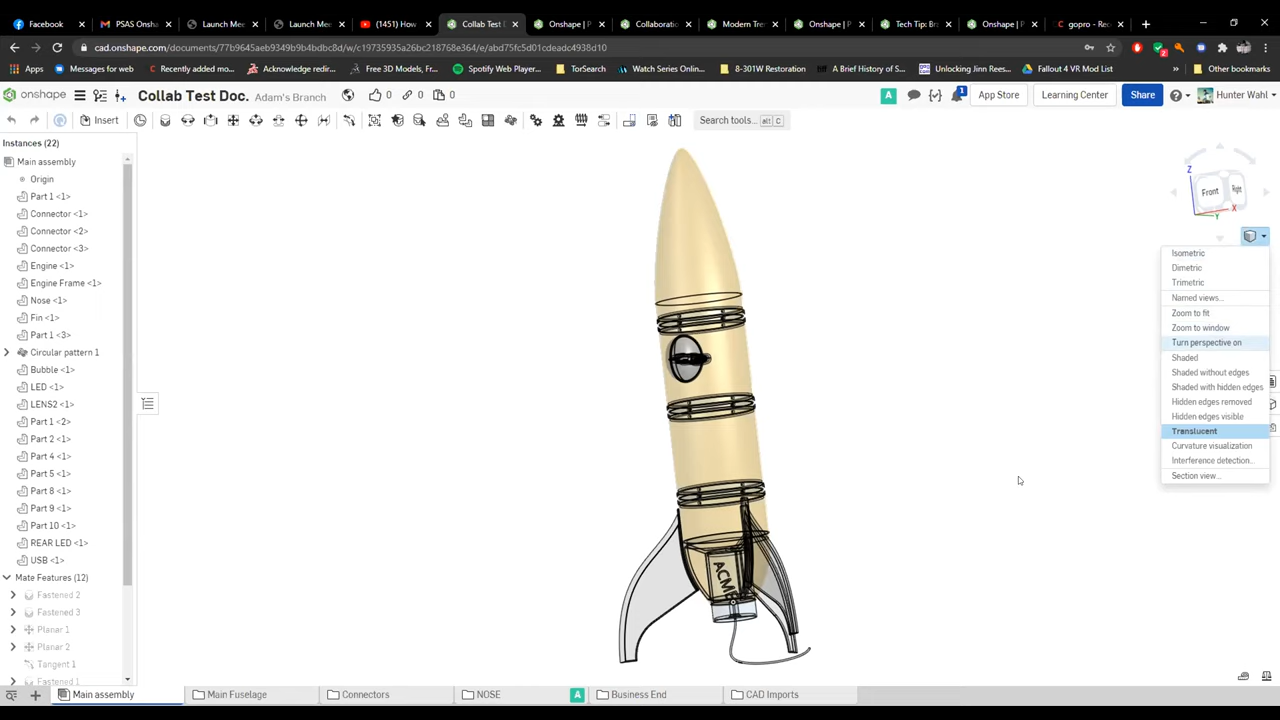 Facebook
PSAS Onsha
Launch Mee
Launch Mee
(1451) How
Collab Test D
Onshape | P
Collaboratio
Modern Tre
Onshape | P
Tech Tip: Br
Onshape | P
gopro - Reo
cad.onshape.com/documents/77b9645aeb9349b9b4bdbc8d/w/c19735935a26bc218768e364/e/abd75fc5d01cdeadc4938d10
Apps
Messages for web
Recently added mo...
Acknowledge redir...
Free 3D Models, Fr...
Spotify Web Player...
TorSearch
Watch Series Onlin...
8-301W Restoration
A Brief History of S...
Unlocking Jinn Rees...
Fallout 4 VR Mod List
Other bookmarks
onshape
Collab Test Doc.
Adam's Branch
0
0
0
A
1
App Store
Learning Center
Share
Hunter Wahl
Insert
Search tools...
alt C
Instances (22)
Main assembly
Origin
Part 1 <1>
Connector <1>
Connector <2>
Connector <3>
Engine <1>
Engine Frame <1>
Nose <1>
Fin <1>
Part 1 <3>
Circular pattern 1
Bubble <1>
LED <1>
LENS2 <1>
Part 1 <2>
Part 2 <1>
Part 4 <1>
Part 5 <1>
Part 8 <1>
Part 9 <1>
Part 10 <1>
REAR LED <1>
USB <1>
Mate Features (12)
Fastened 2
Fastened 3
Planar 1
Planar 2
Tangent 1
Fastened 1
ACME
Z
Front
Right
X
Y
Isometric
Dimetric
Trimetric
Named views...
Zoom to fit
Zoom to window
Turn perspective on
Shaded
Shaded without edges
Shaded with hidden edges
Hidden edges removed
Hidden edges visible
Translucent
Curvature visualization
Interference detection...
Section view...
Main assembly
Main Fuselage
Connectors
NOSE
A
Business End
CAD Imports